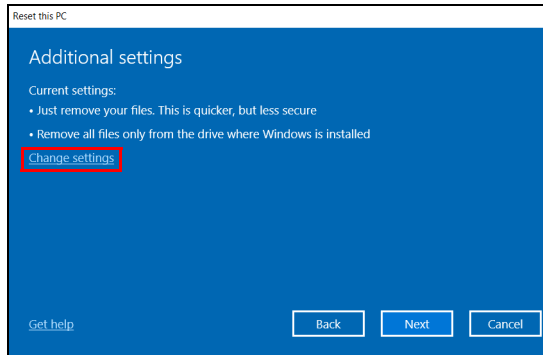 Reset this PC
Additional settings
Current settings:
• Just remove your files. This is quicker, but less secure
• Remove all files only from the drive where Windows is installed
Change settings
Get help
Back
Next
Cancel